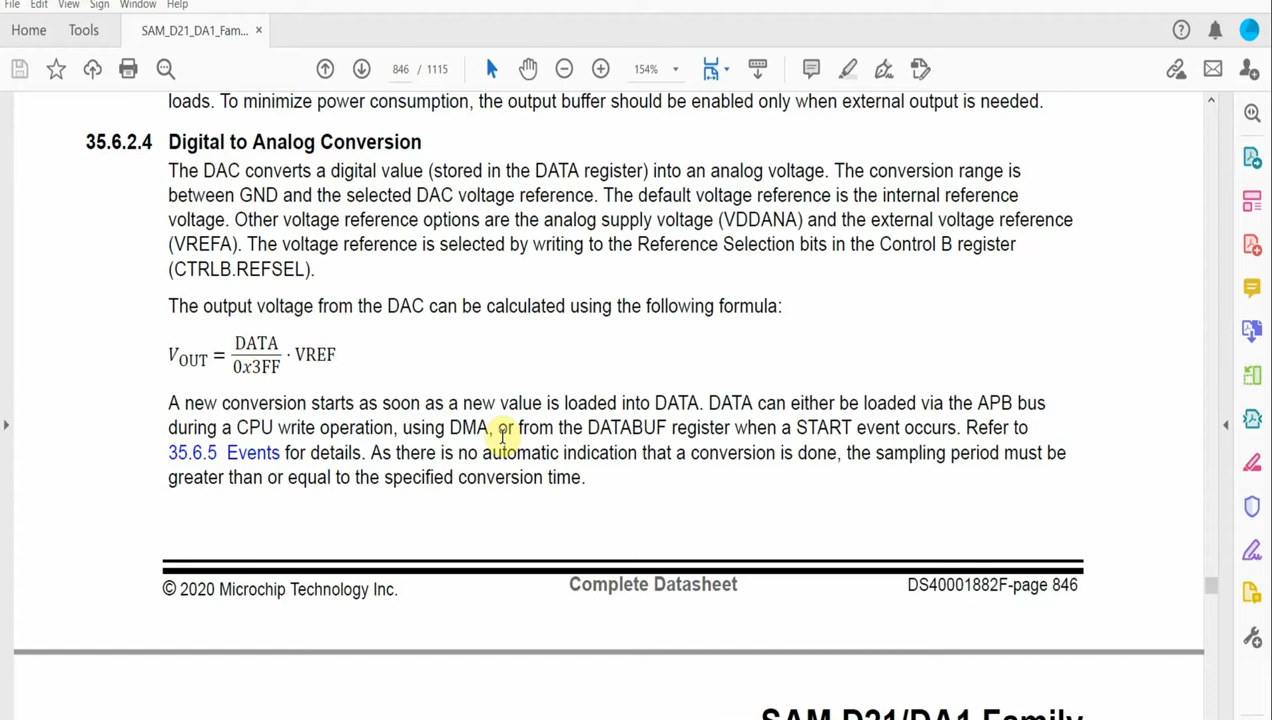 File Edit View Sign Window Help
Home Tools SAM_D21_DA1_Fam... ×
846 / 1115 154%
loads. To minimize power consumption, the output buffer should be enabled only when external output is needed.
35.6.2.4 Digital to Analog Conversion
The DAC converts a digital value (stored in the DATA register) into an analog voltage. The conversion range is
between GND and the selected DAC voltage reference. The default voltage reference is the internal reference
voltage. Other voltage reference options are the analog supply voltage (VDDANA) and the external voltage reference
(VREFA). The voltage reference is selected by writing to the Reference Selection bits in the Control B register
(CTRLB.REFSEL).
The output voltage from the DAC can be calculated using the following formula:
VOUT = DATA/0x3FF · VREF
A new conversion starts as soon as a new value is loaded into DATA. DATA can either be loaded via the APB bus
during a CPU write operation, using DMA, or from the DATABUF register when a START event occurs. Refer to
35.6.5 Events for details. As there is no automatic indication that a conversion is done, the sampling period must be
greater than or equal to the specified conversion time.
© 2020 Microchip Technology Inc. Complete Datasheet DS40001882F-page 846
SAM D21/DA1 Family